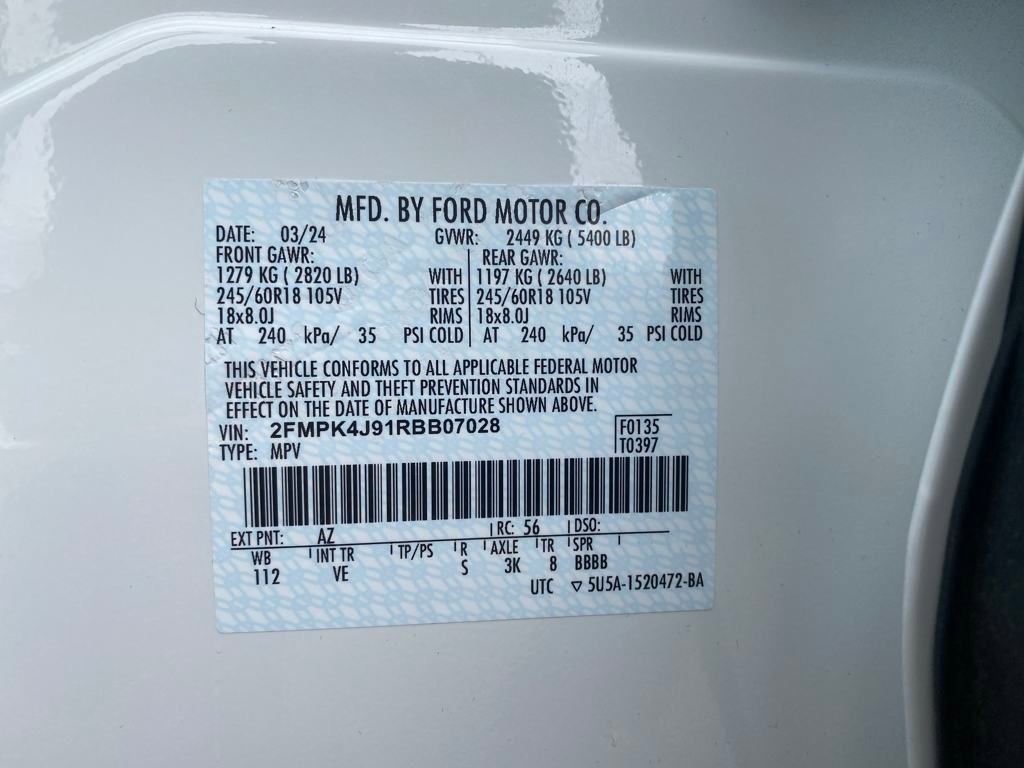 MFD. BY FORD MOTOR CO.
DATE: 03/24 GVWR: 2449 KG ( 5400 LB)
FRONT GAWR: REAR GAWR:
1279 KG ( 2820 LB) WITH 1197 KG ( 2640 LB) WITH
245/60R18 105V TIRES 245/60R18 105V TIRES
18x8.0J RIMS 18x8.0J RIMS
AT 240 kPa/ 35 PSI COLD AT 240 kPa/ 35 PSI COLD
THIS VEHICLE CONFORMS TO ALL APPLICABLE FEDERAL MOTOR
VEHICLE SAFETY AND THEFT PREVENTION STANDARDS IN
EFFECT ON THE DATE OF MANUFACTURE SHOWN ABOVE.
VIN: 2FMPK4J91RBB07028 F0135
TYPE: MPV T0397
EXT PNT: AZ RC: 56 DSO:
WB INT TR TP/PS R AXLE TR SPR
112 VE S 3K 8 BBBB
UTC ▽ 5U5A-1520472-BA